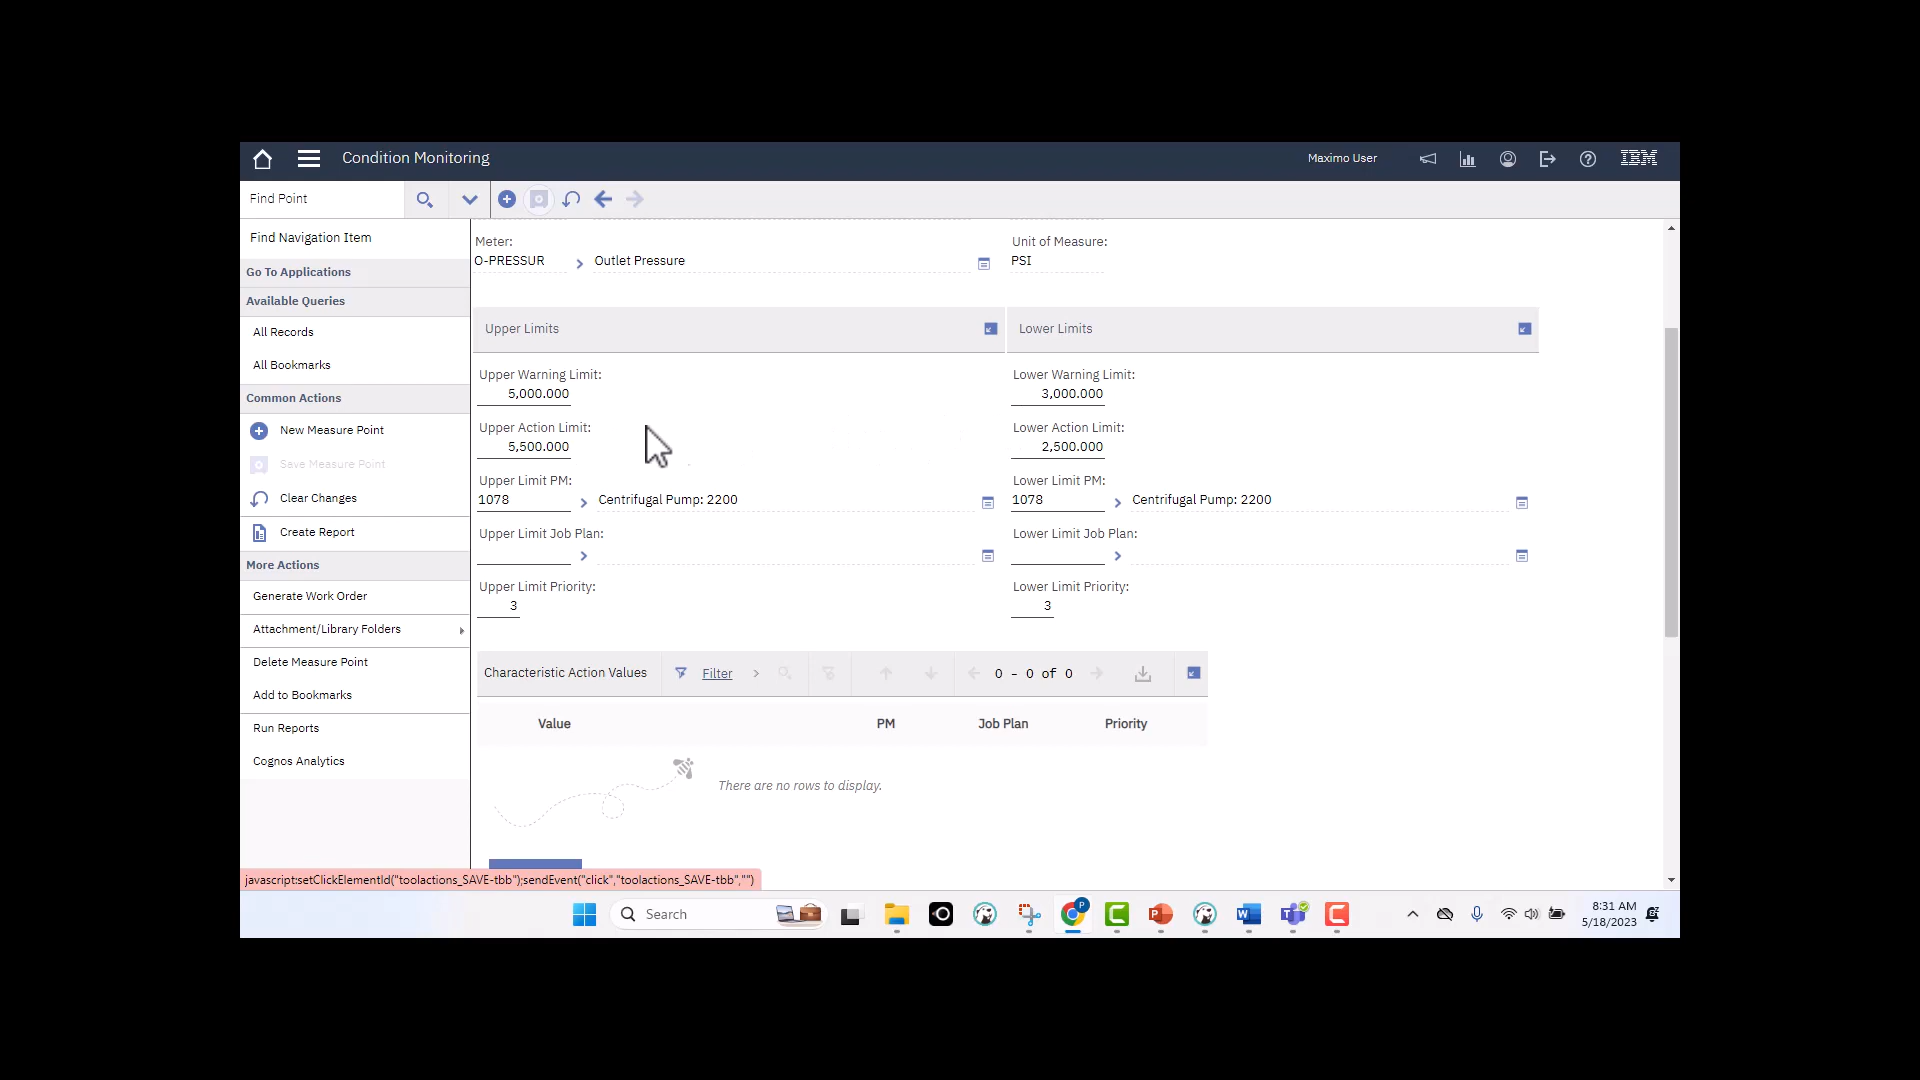 Condition Monitoring
Maximo User
IBM
Find Point
Find Navigation Item
Go To Applications
Available Queries
All Records
All Bookmarks
Common Actions
New Measure Point
Save Measure Point
Clear Changes
Create Report
More Actions
Generate Work Order
Attachment/Library Folders
Delete Measure Point
Add to Bookmarks
Run Reports
Cognos Analytics
Meter:
O-PRESSUR
Outlet Pressure
Unit of Measure:
PSI
Upper Limits
Upper Warning Limit:
5,000.000
Upper Action Limit:
5,500.000
Upper Limit PM:
1078
Centrifugal Pump: 2200
Upper Limit Job Plan:
Upper Limit Priority:
3
Lower Limits
Lower Warning Limit:
3,000.000
Lower Action Limit:
2,500.000
Lower Limit PM:
1078
Centrifugal Pump: 2200
Lower Limit Job Plan:
Lower Limit Priority:
3
Characteristic Action Values
Filter
0 - 0 of 0
Value PM Job Plan Priority
There are no rows to display.
javascript:setClickElementId("toolactions_SAVE-tbb");sendEvent("click","toolactions_SAVE-tbb","")
Search
8:31 AM
5/18/2023